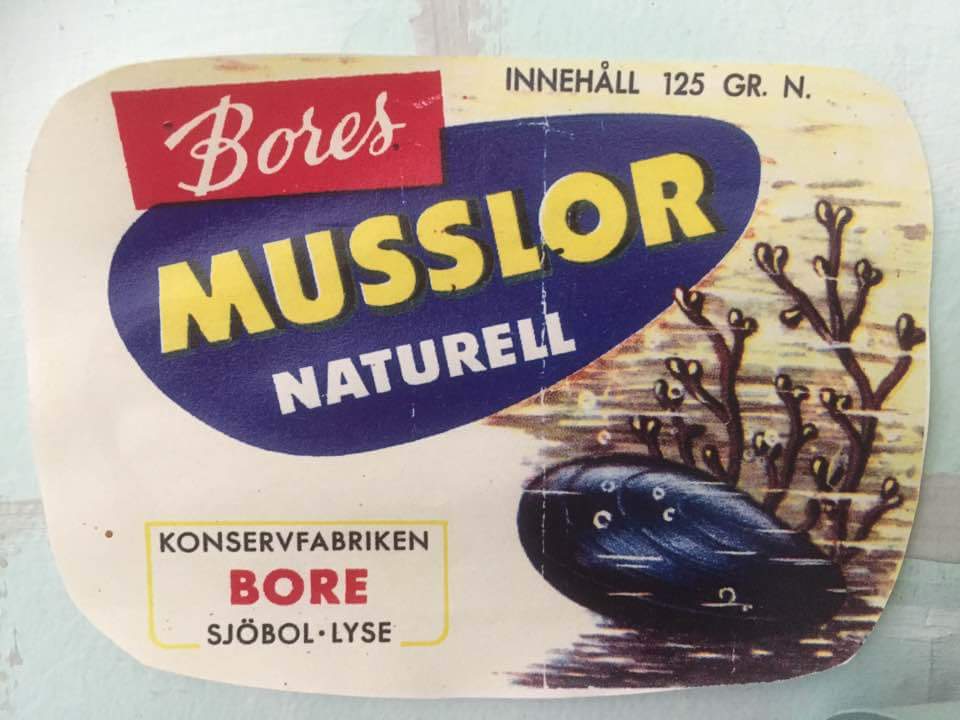 Bores
INNEHÅLL 125 GR. N.
MUSSLOR
NATURELL
KONSERVFABRIKEN
BORE
SJÖBOL·LYSE